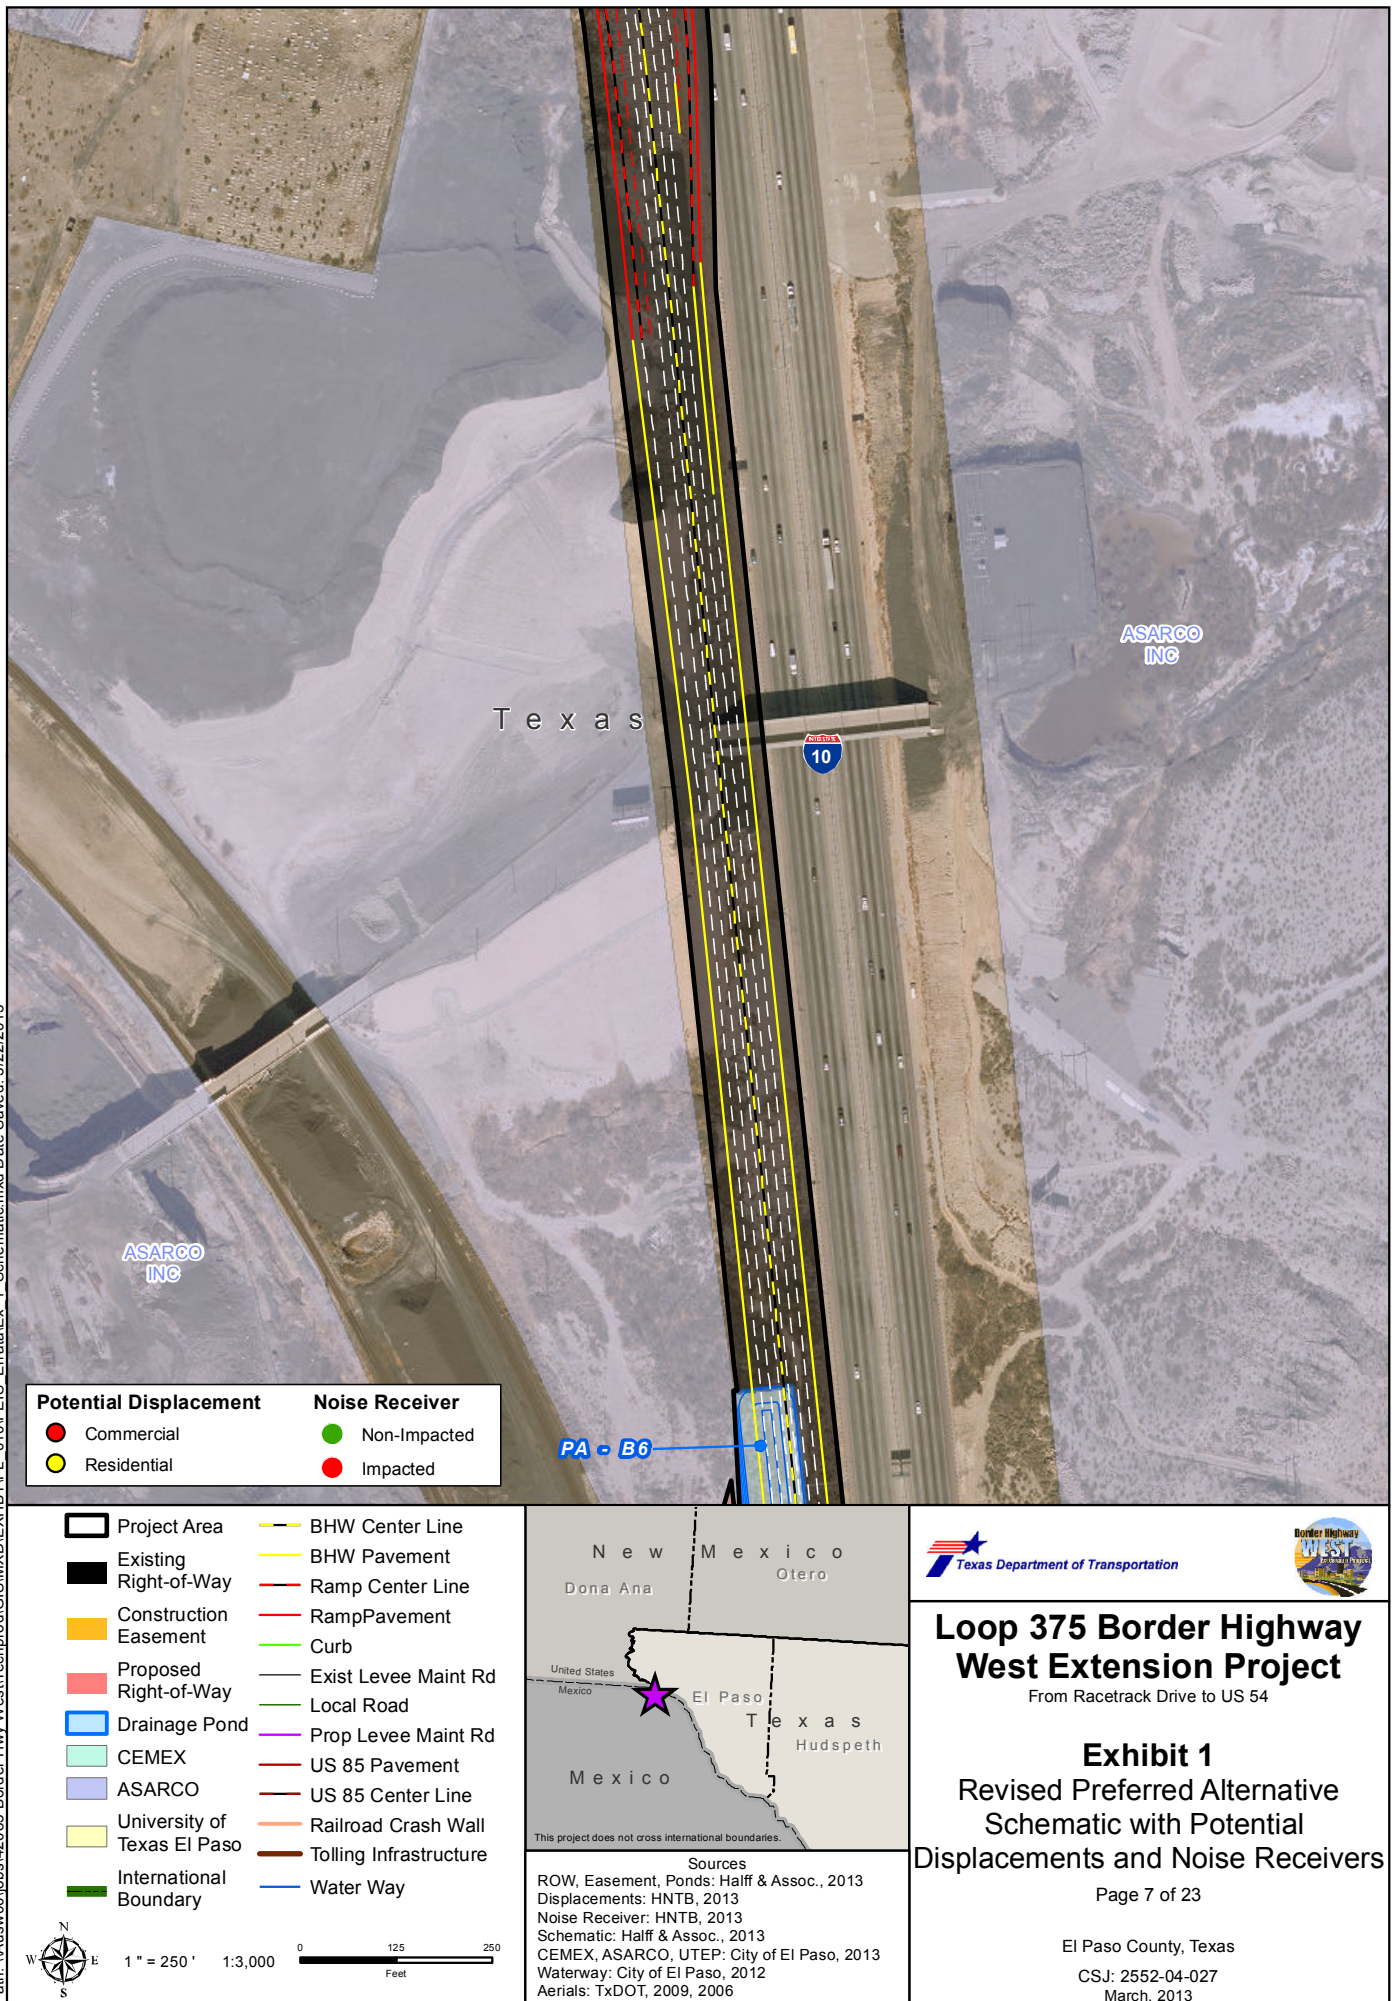 Texas
INTERSTATE
10
ASARCO
INC
ASARCO
INC
PA - B6
Potential Displacement
Commercial
Residential
Noise Receiver
Non-Impacted
Impacted
Project Area
Existing
Right-of-Way
Construction
Easement
Proposed
Right-of-Way
Drainage Pond
CEMEX
ASARCO
University of
Texas El Paso
International
Boundary
BHW Center Line
BHW Pavement
Ramp Center Line
RampPavement
Curb
Exist Levee Maint Rd
Local Road
Prop Levee Maint Rd
US 85 Pavement
US 85 Center Line
Railroad Crash Wall
Tolling Infrastructure
Water Way
N
W E
S
1 " = 250 '
1:3,000
0 125 250
Feet
New Mexico
Dona Ana
Otero
United States
Mexico
El Paso
Texas
Hudspeth
Mexico
This project does not cross international boundaries.
Sources
ROW, Easement, Ponds: Halff & Assoc., 2013
Displacements: HNTB, 2013
Noise Receiver: HNTB, 2013
Schematic: Halff & Assoc., 2013
CEMEX, ASARCO, UTEP: City of El Paso, 2013
Waterway: City of El Paso, 2012
Aerials: TxDOT, 2009, 2006
Texas Department of Transportation
Border Highway
WEST
Extension Project
Loop 375 Border Highway
West Extension Project
From Racetrack Drive to US 54
Exhibit 1
Revised Preferred Alternative
Schematic with Potential
Displacements and Noise Receivers
Page 7 of 23
El Paso County, Texas
CSJ: 2552-04-027
March, 2013